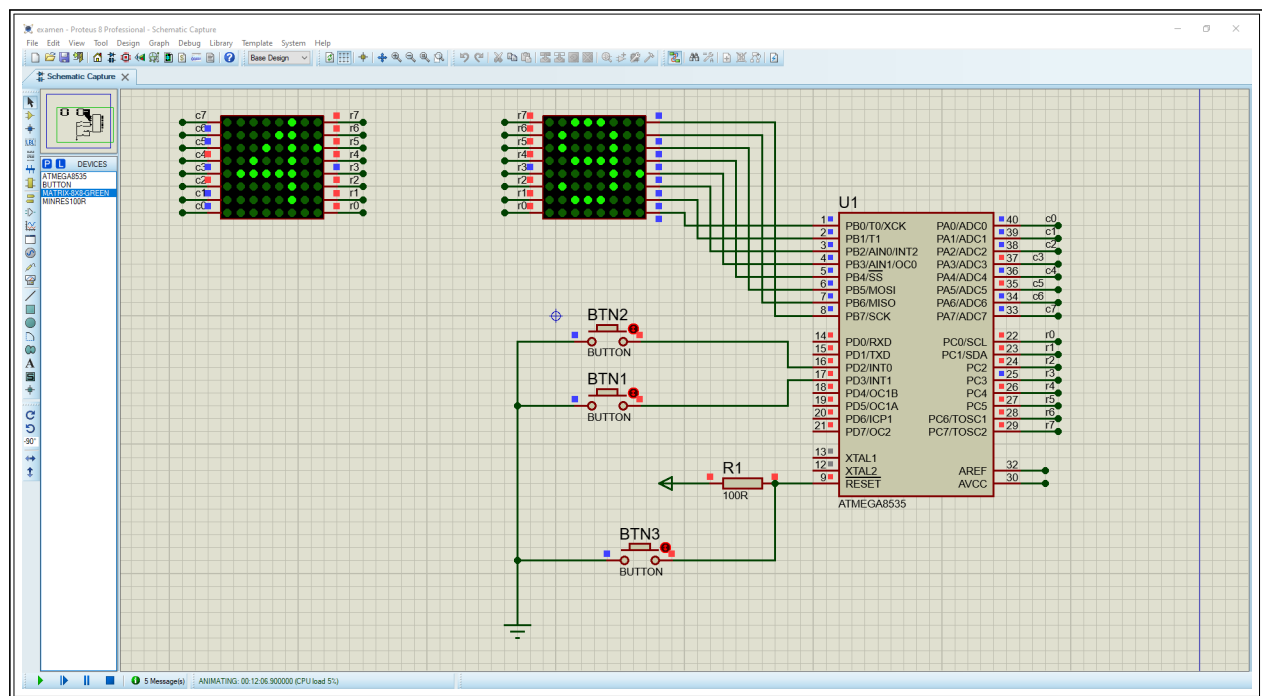 examen - Proteus 8 Professional - Schematic Capture
File Edit View Tool Design Graph Debug Library Template System Help
Base Design
Schematic Capture
P L DEVICES
ATMEGA8535
BUTTON
MATRIX-8X8-GREEN
MINRES100R
LBL
A
-90°
c7
c6
c5
c4
c3
c2
c1
c0
r7
r6
r5
r4
r3
r2
r1
r0
r7
r6
r5
r4
r3
r2
r1
r0
U1
1 PB0/T0/XCK PA0/ADC0 40 c0
2 PB1/T1 PA1/ADC1 39 c1
3 PB2/AIN0/INT2 PA2/ADC2 38 c2
4 PB3/AIN1/OC0 PA3/ADC3 37 c3
5 PB4/SS PA4/ADC4 36 c4
6 PB5/MOSI PA5/ADC5 35 c5
7 PB6/MISO PA6/ADC6 34 c6
8 PB7/SCK PA7/ADC7 33 c7
14 PD0/RXD PC0/SCL 22 r0
15 PD1/TXD PC1/SDA 23 r1
16 PD2/INT0 PC2 24 r2
17 PD3/INT1 PC3 25 r3
18 PD4/OC1B PC4 26 r4
19 PD5/OC1A PC5 27 r5
20 PD6/ICP1 PC6/TOSC1 28 r6
21 PD7/OC2 PC7/TOSC2 29 r7
13 XTAL1
12 XTAL2 AREF 32
9 RESET AVCC 30
ATMEGA8535
BTN2
BUTTON
BTN1
BUTTON
R1
100R
BTN3
BUTTON
5 Message(s) ANIMATING: 00:12:06.900000 (CPU load 5%)